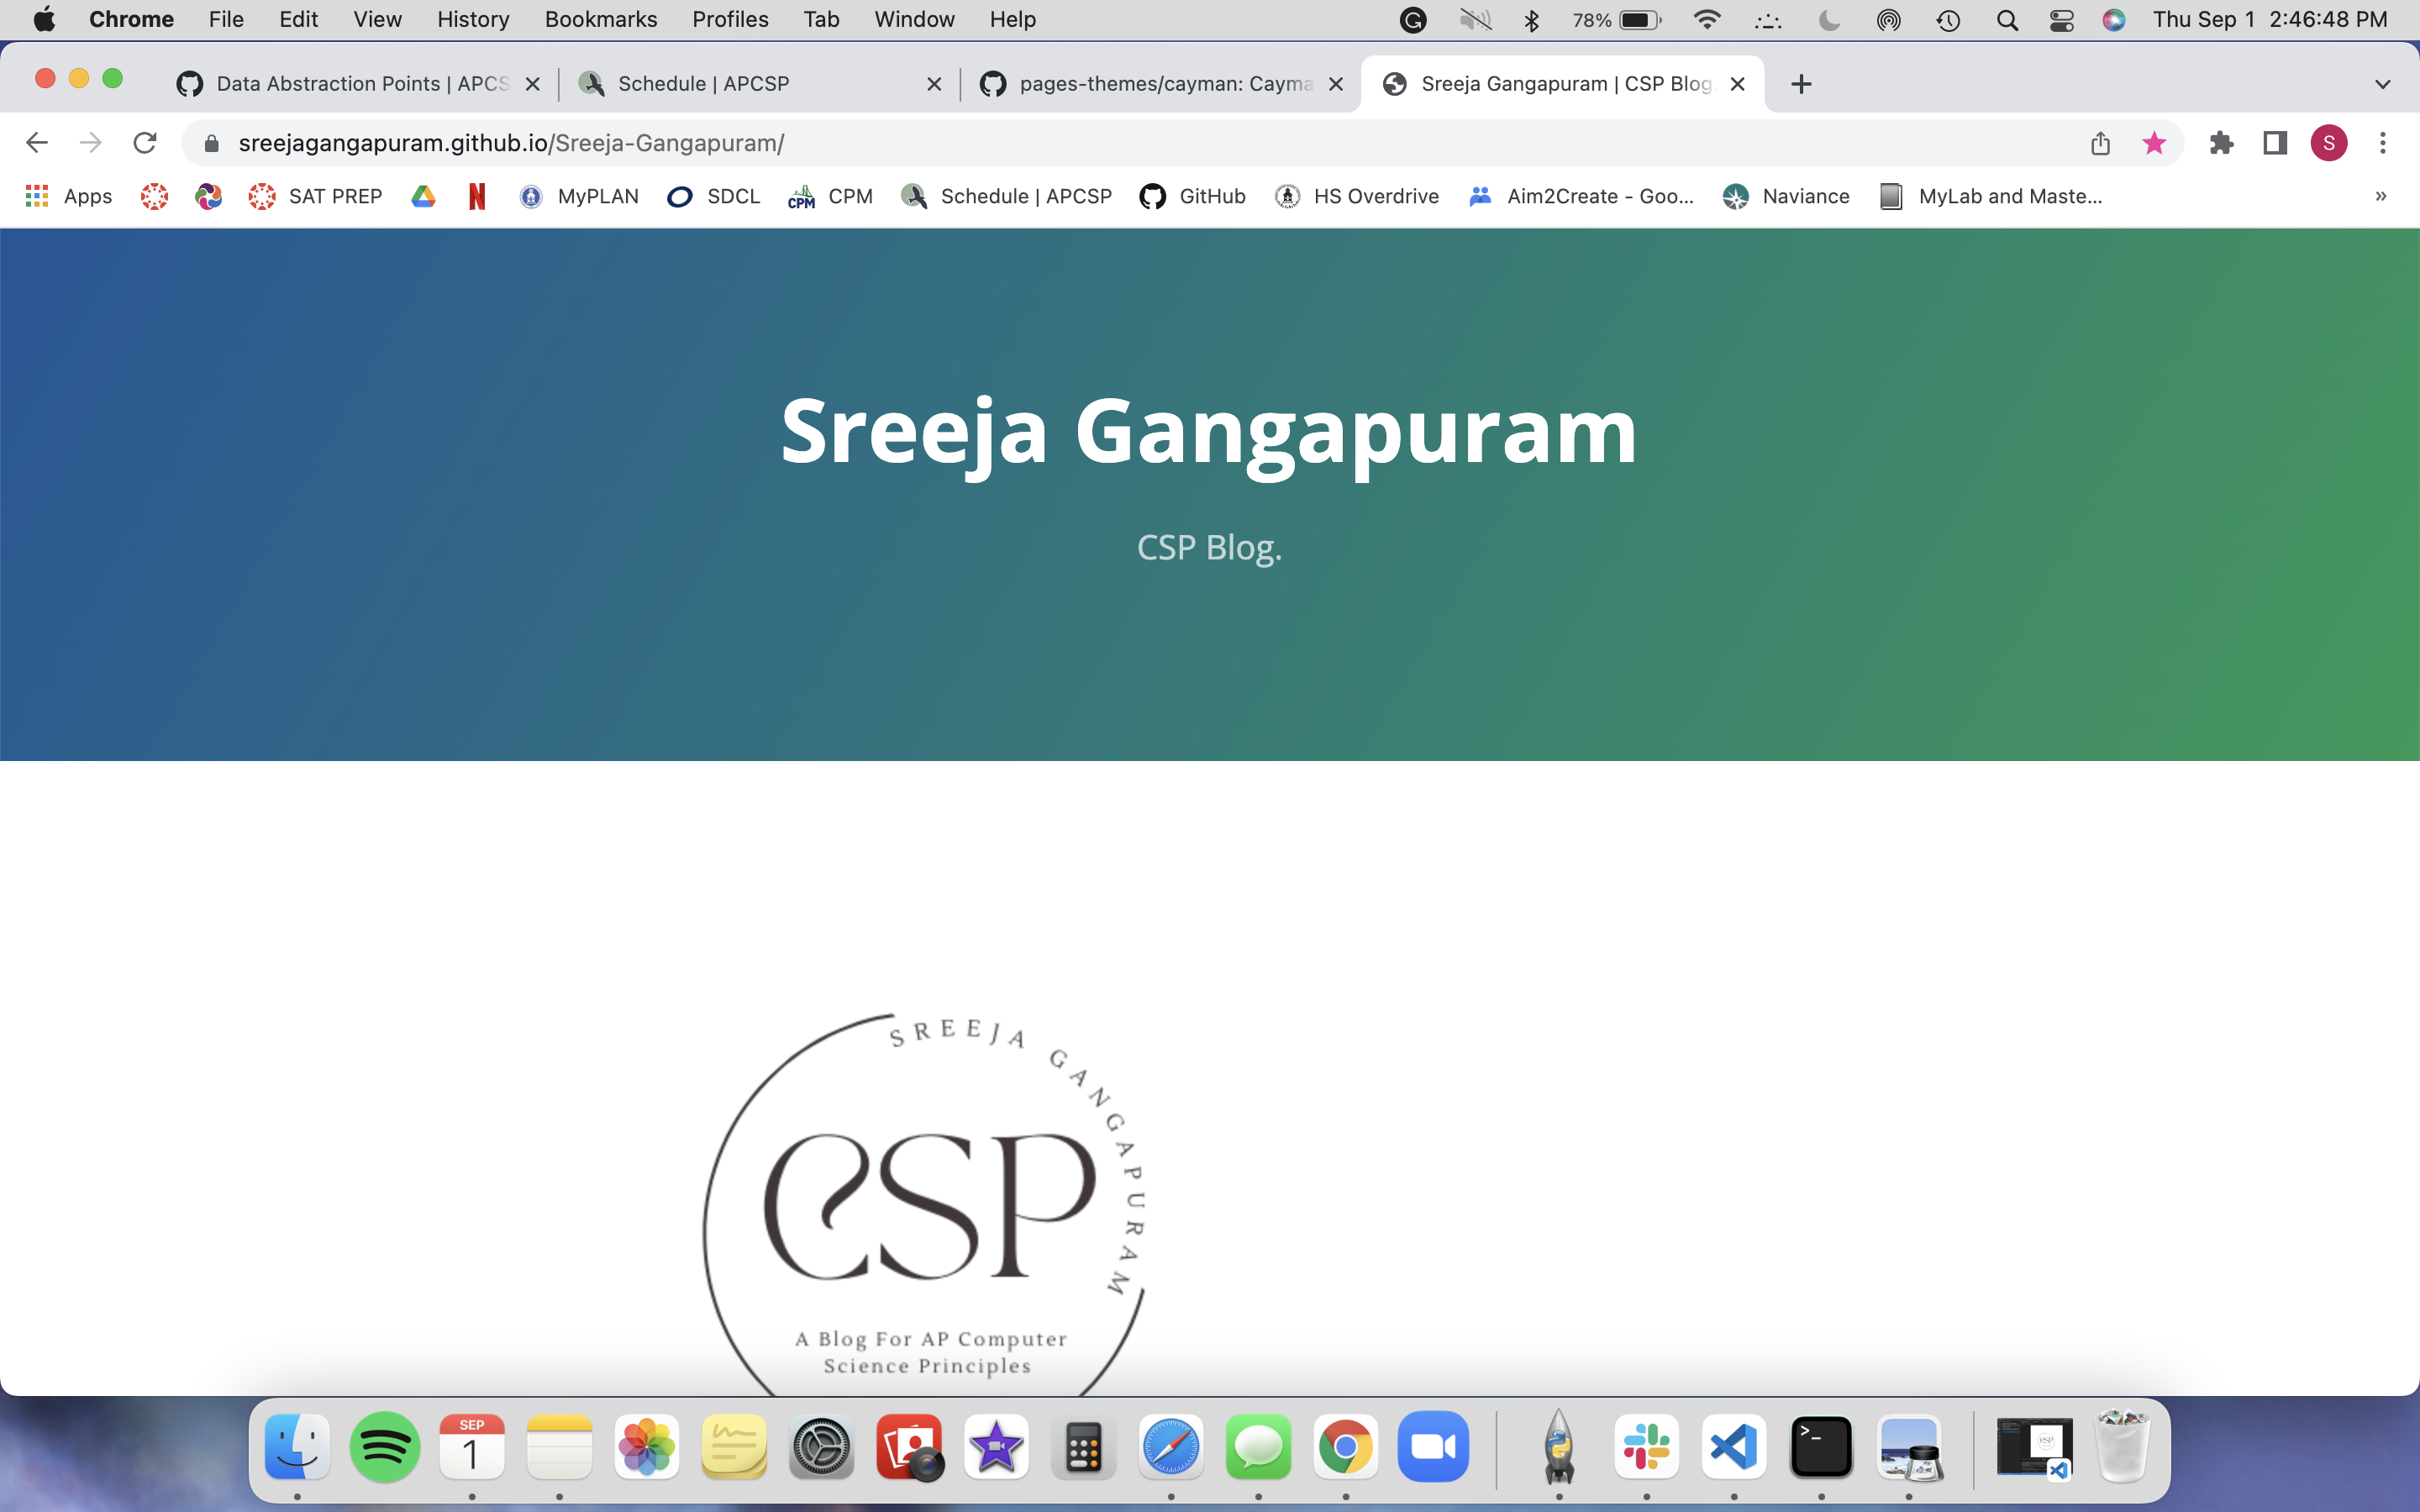 Chrome File Edit View History Bookmarks Profiles Tab Window Help 78% Thu Sep 1 2:46:48 PM
Data Abstraction Points | APCS Schedule | APCSP pages-themes/cayman: Cayma Sreeja Gangapuram | CSP Blog.
sreejagangapuram.github.io/Sreeja-Gangapuram/ S
Apps SAT PREP MyPLAN SDCL CPM CPM Schedule | APCSP GitHub HS Overdrive Aim2Create - Goo... Naviance MyLab and Maste... »
Sreeja Gangapuram
CSP Blog.
SREEJA GANGAPURAM
CSP
A Blog For AP Computer
Science Principles
SEP
1